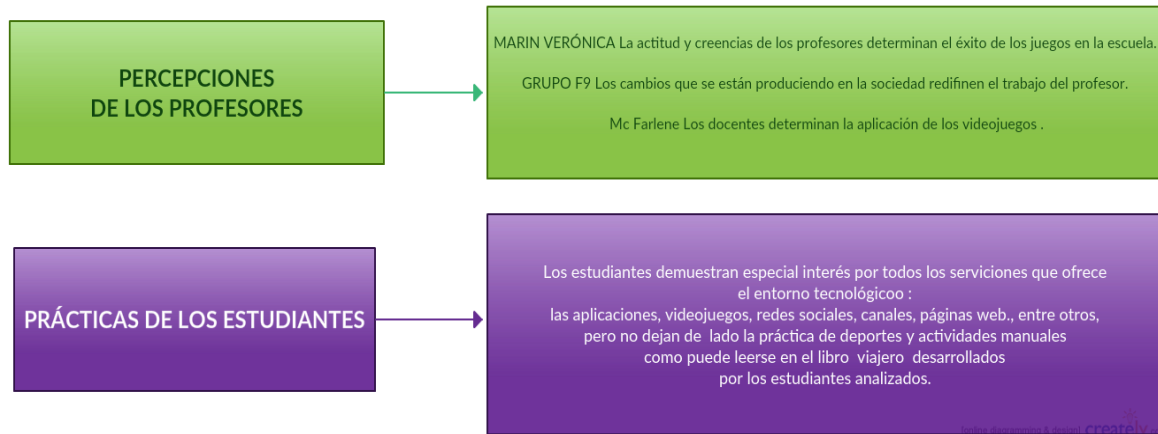 PERCEPCIONES
DE LOS PROFESORES
MARIN VERÓNICA La actitud y creencias de los profesores determinan el éxito de los juegos en la escuela.
GRUPO F9 Los cambios que se están produciendo en la sociedad redifinen el trabajo del profesor.
Mc Farlene Los docentes determinan la aplicación de los videojuegos .
PRÁCTICAS DE LOS ESTUDIANTES
Los estudiantes demuestran especial interés por todos los serviciones que ofrece
el entorno tecnológicoo :
las aplicaciones, videojuegos, redes sociales, canales, páginas web., entre otros,
pero no dejan de lado la práctica de deportes y actividades manuales
como puede leerse en el libro viajero desarrollados
por los estudiantes analizados.
[online diagramming & design] creately